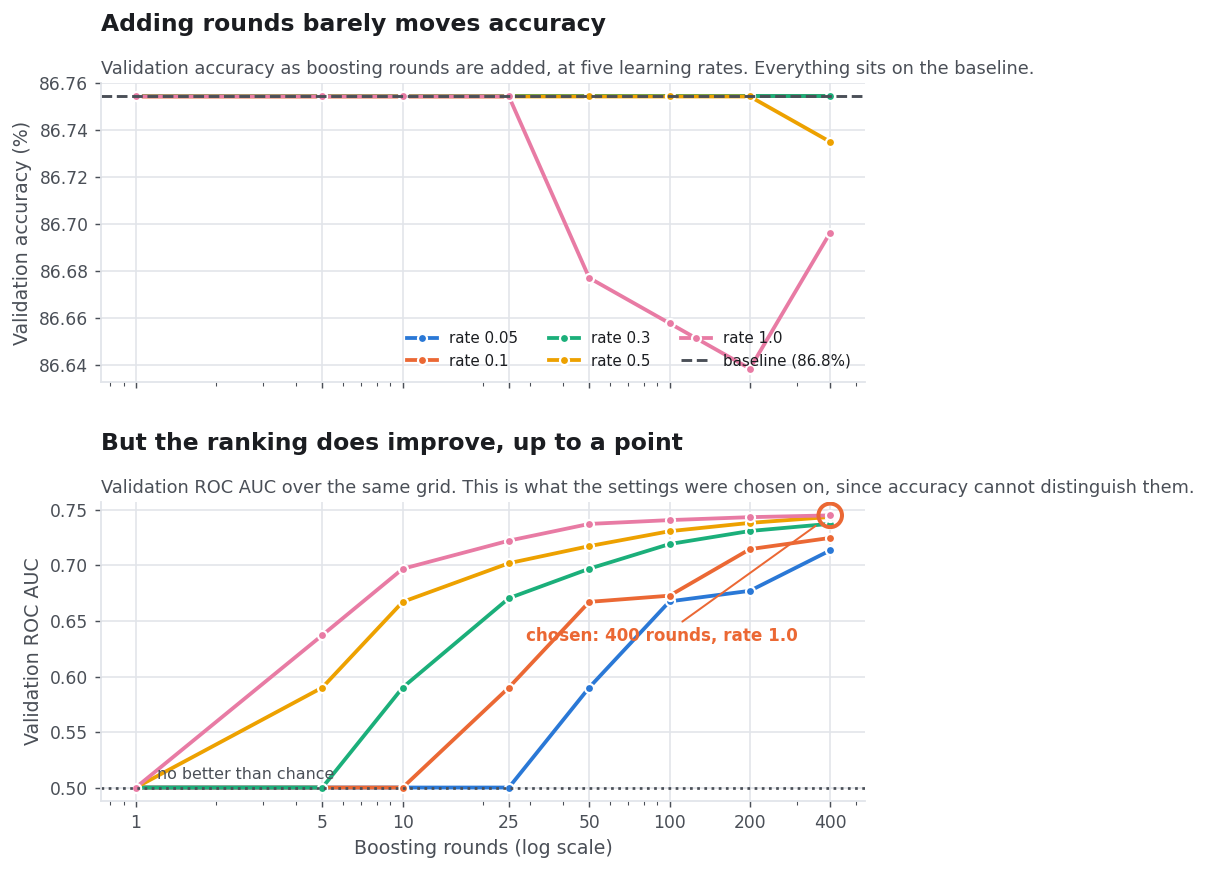 Adding rounds barely moves accuracy
Validation accuracy as boosting rounds are added, at five learning rates. Everything sits on the baseline.
Validation accuracy (%)
86.76
86.74
86.72
86.70
86.68
86.66
86.64
rate 0.05 rate 0.3 rate 1.0
rate 0.1 rate 0.5 baseline (86.8%)
But the ranking does improve, up to a point
Validation ROC AUC over the same grid. This is what the settings were chosen on, since accuracy cannot distinguish them.
Validation ROC AUC
0.75
0.70
0.65
chosen: 400 rounds, rate 1.0
0.60
0.55
no better than chance
0.50
1 5 10 25 50 100 200 400
Boosting rounds (log scale)